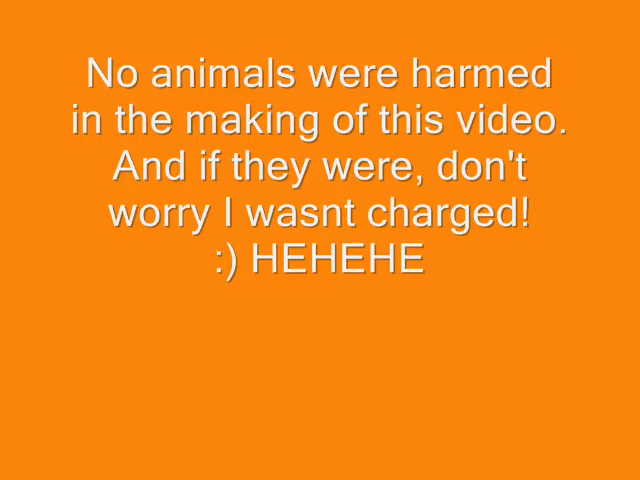 No animals were harmed
in the making of this video.
And if they were, don't
worry I wasnt charged!
:) HEHEHE